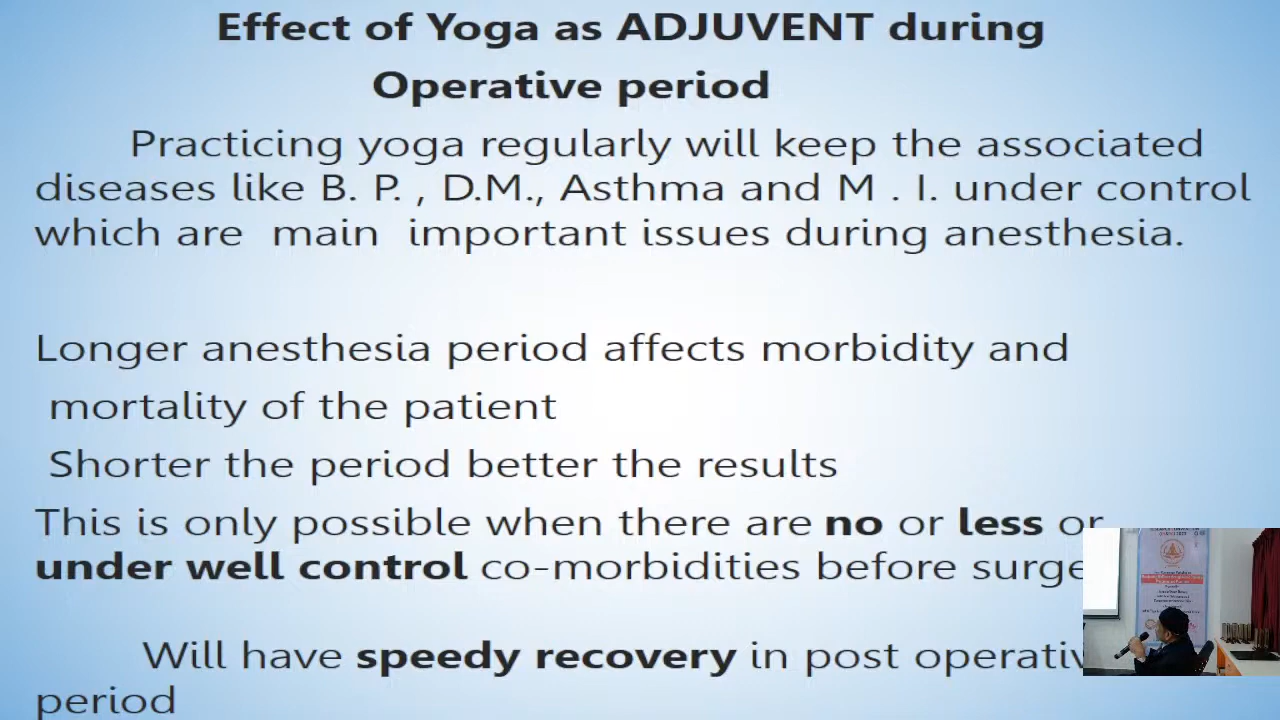 Effect of Yoga as ADJUVENT during
Operative period
Practicing yoga regularly will keep the associated
diseases like B. P. , D.M., Asthma and M . I. under control
which are main important issues during anesthesia.
Longer anesthesia period affects morbidity and
mortality of the patient
Shorter the period better the results
This is only possible when there are no or less or
under well control co-morbidities before surge
Will have speedy recovery in post operativ
period